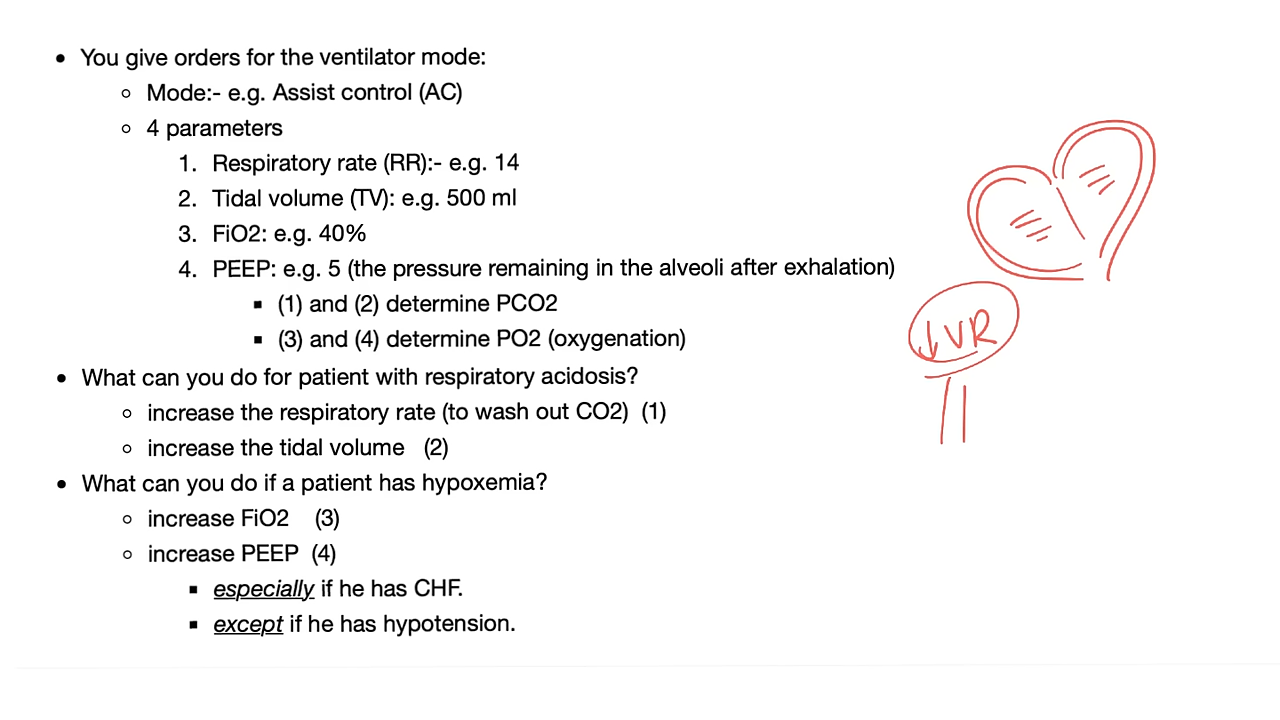 • You give orders for the ventilator mode:
◦ Mode:- e.g. Assist control (AC)
◦ 4 parameters
1. Respiratory rate (RR):- e.g. 14
2. Tidal volume (TV): e.g. 500 ml
3. FiO2: e.g. 40%
4. PEEP: e.g. 5 (the pressure remaining in the alveoli after exhalation)
▪ (1) and (2) determine PCO2
▪ (3) and (4) determine PO2 (oxygenation)
↓VR
• What can you do for patient with respiratory acidosis?
◦ increase the respiratory rate (to wash out CO2) (1)
◦ increase the tidal volume (2)
• What can you do if a patient has hypoxemia?
◦ increase FiO2 (3)
◦ increase PEEP (4)
▪ especially if he has CHF.
▪ except if he has hypotension.